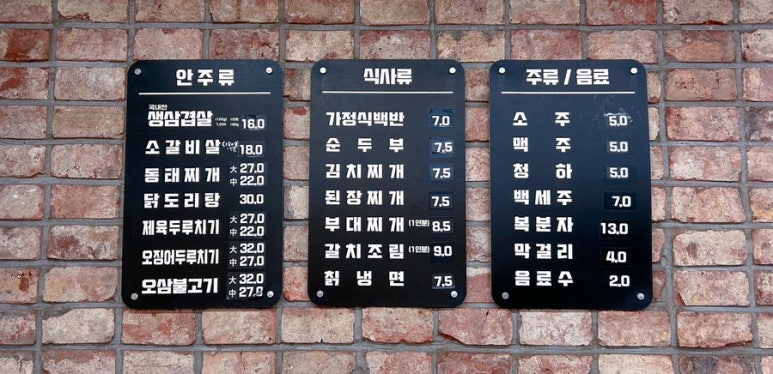 안주류
국내산
생삼겹살 16.0
소갈비살 18.0
동태찌개 大 27.0
中 22.0
닭도리탕 30.0
제육두루치기 大 27.0
中 22.0
오징어두루치기 大 32.0
中 27.0
오삼불고기 大 32.0
中 27.0
식사류
가정식백반 7.0
순두부 7.5
김치찌개 7.5
된장찌개 7.5
부대찌개 (1인분) 8.5
갈치조림 (1인분) 9.0
칡냉면 7.5
주류 / 음료
소주 5.0
맥주 5.0
청하 5.0
백세주 7.0
복분자 13.0
막걸리 4.0
음료수 2.0